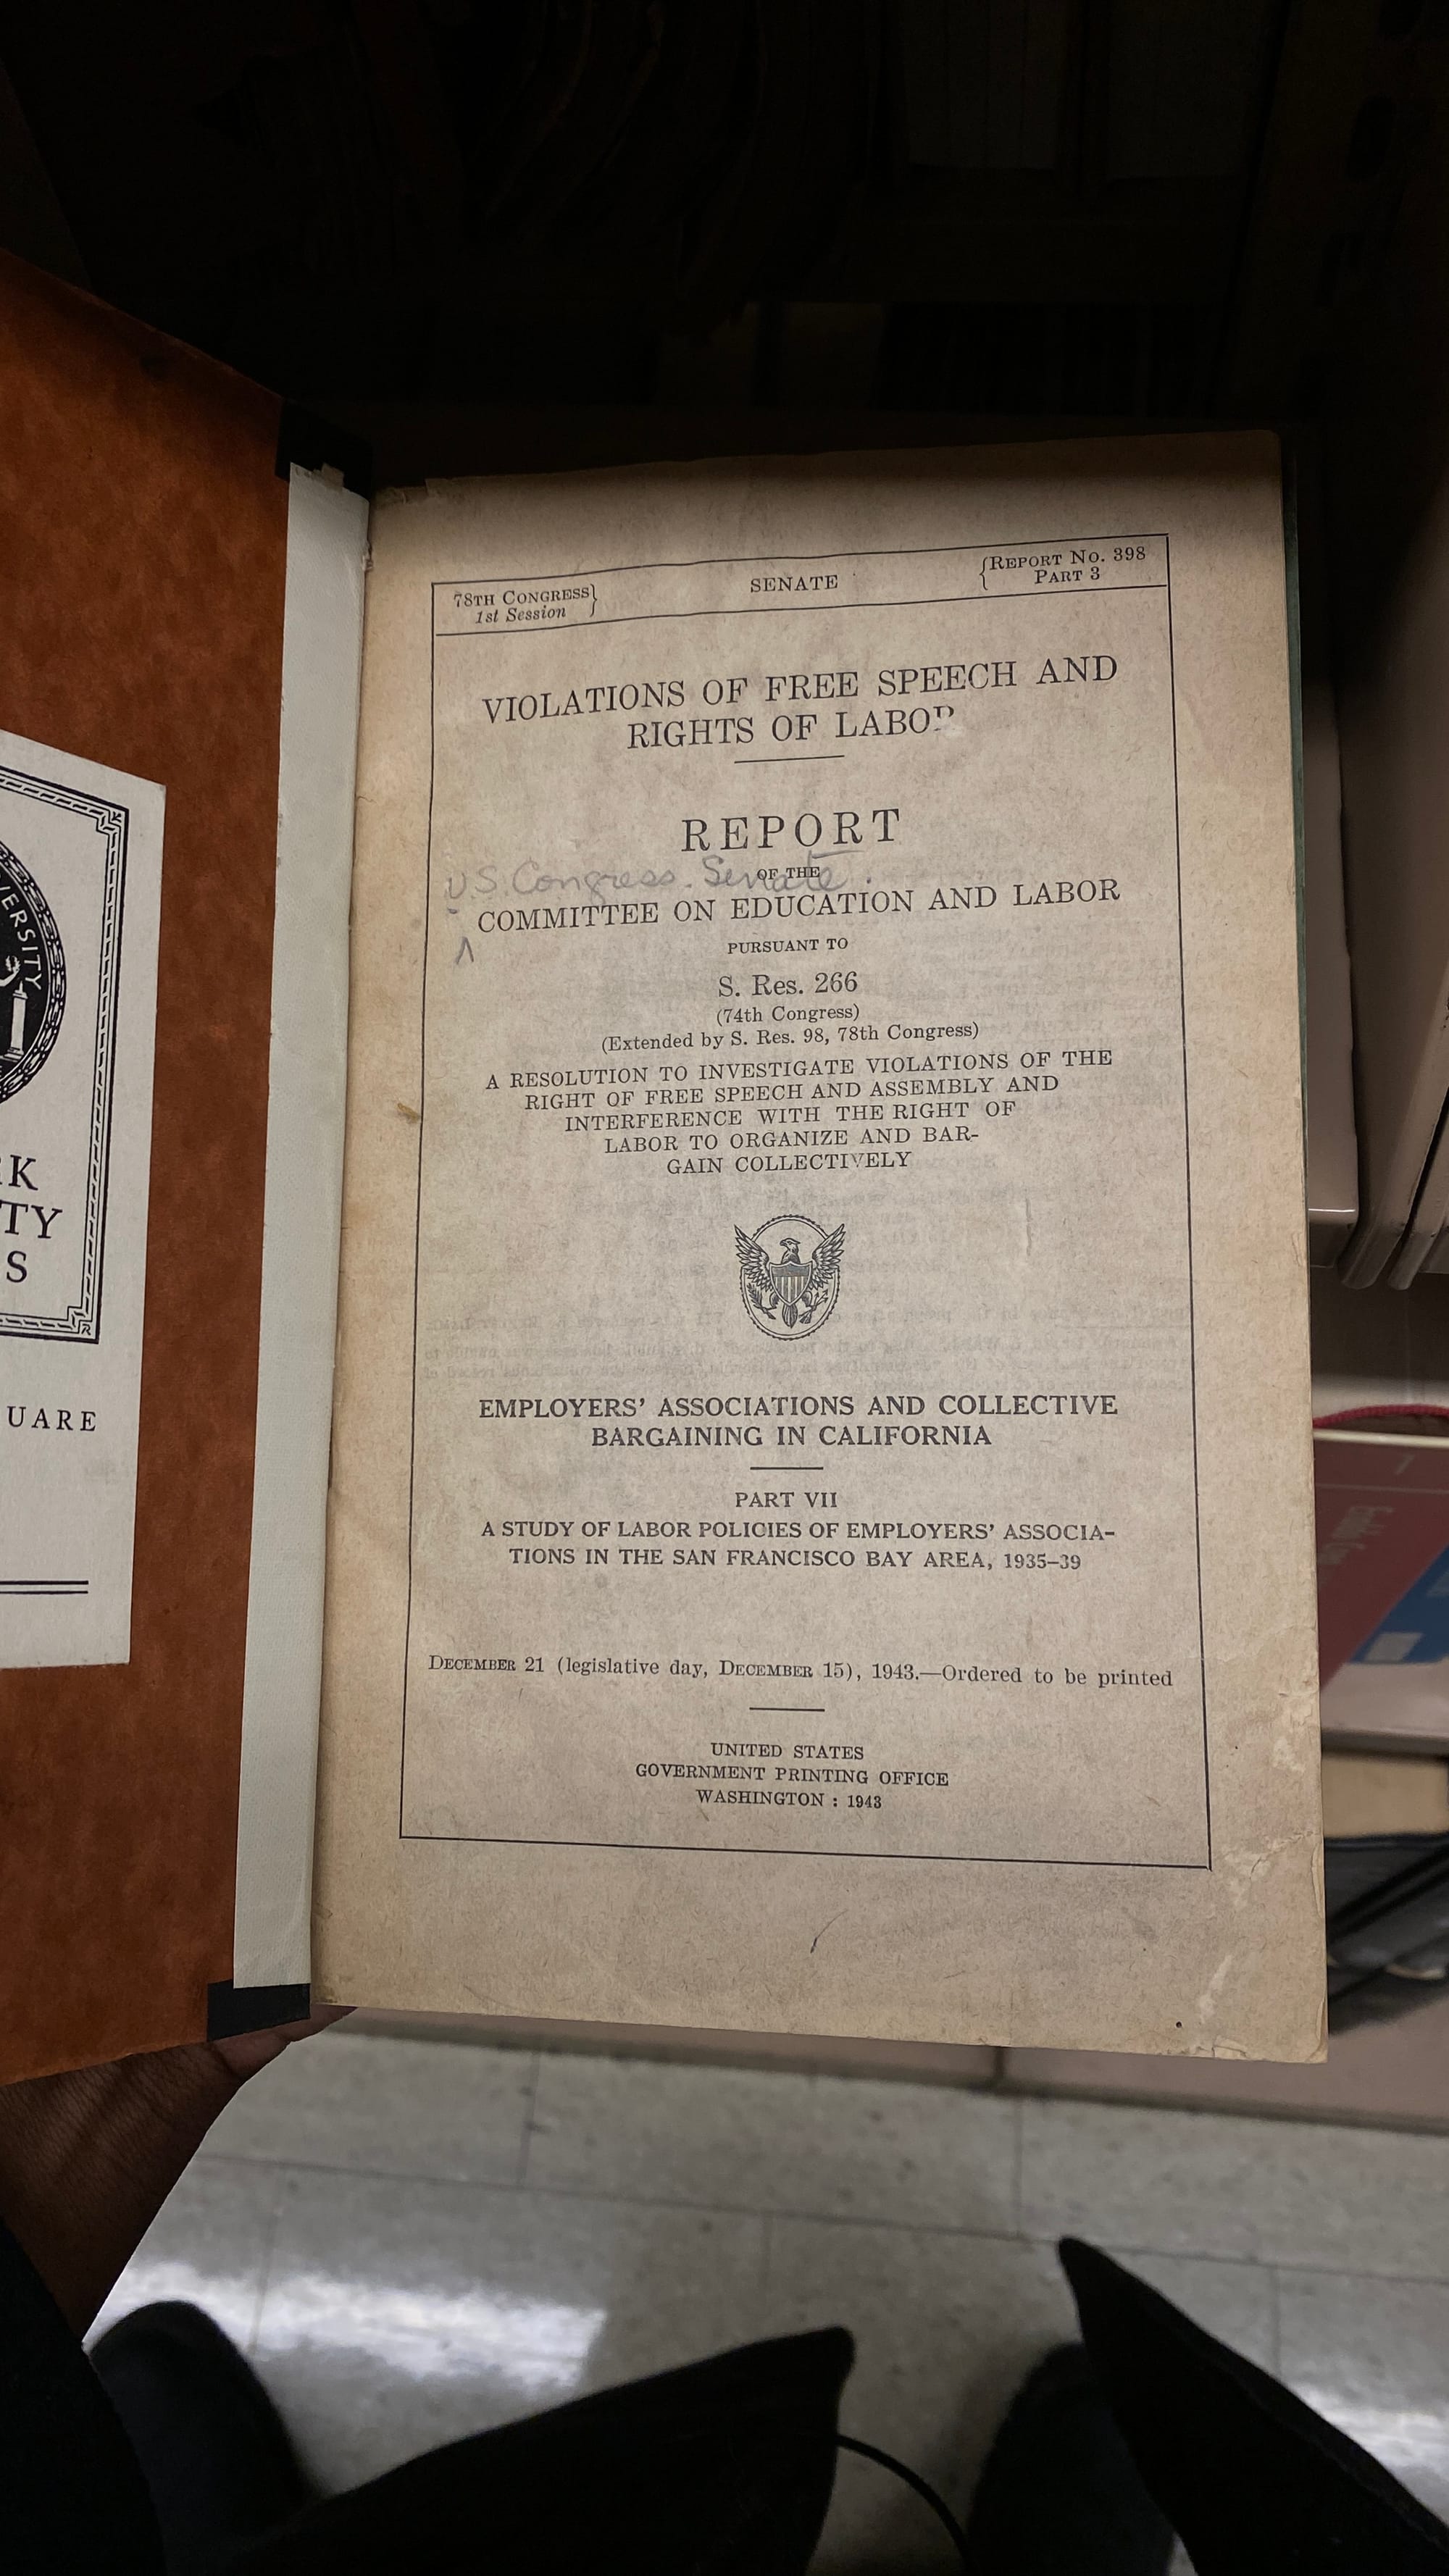 VERSITY
RK
TY
S
UARE
78TH CONGRESS
1st Session
SENATE
REPORT No. 398
PART 3
VIOLATIONS OF FREE SPEECH AND
RIGHTS OF LABOR
REPORT
U.S. Congress. Senate.
OF THE
COMMITTEE ON EDUCATION AND LABOR
PURSUANT TO
S. Res. 266
(74th Congress)
(Extended by S. Res. 98, 78th Congress)
A RESOLUTION TO INVESTIGATE VIOLATIONS OF THE
RIGHT OF FREE SPEECH AND ASSEMBLY AND
INTERFERENCE WITH THE RIGHT OF
LABOR TO ORGANIZE AND BAR-
GAIN COLLECTIVELY
EMPLOYERS' ASSOCIATIONS AND COLLECTIVE
BARGAINING IN CALIFORNIA
PART VII
A STUDY OF LABOR POLICIES OF EMPLOYERS' ASSOCIA-
TIONS IN THE SAN FRANCISCO BAY AREA, 1935–39
DECEMBER 21 (legislative day, DECEMBER 15), 1943.—Ordered to be printed
UNITED STATES
GOVERNMENT PRINTING OFFICE
WASHINGTON : 1943